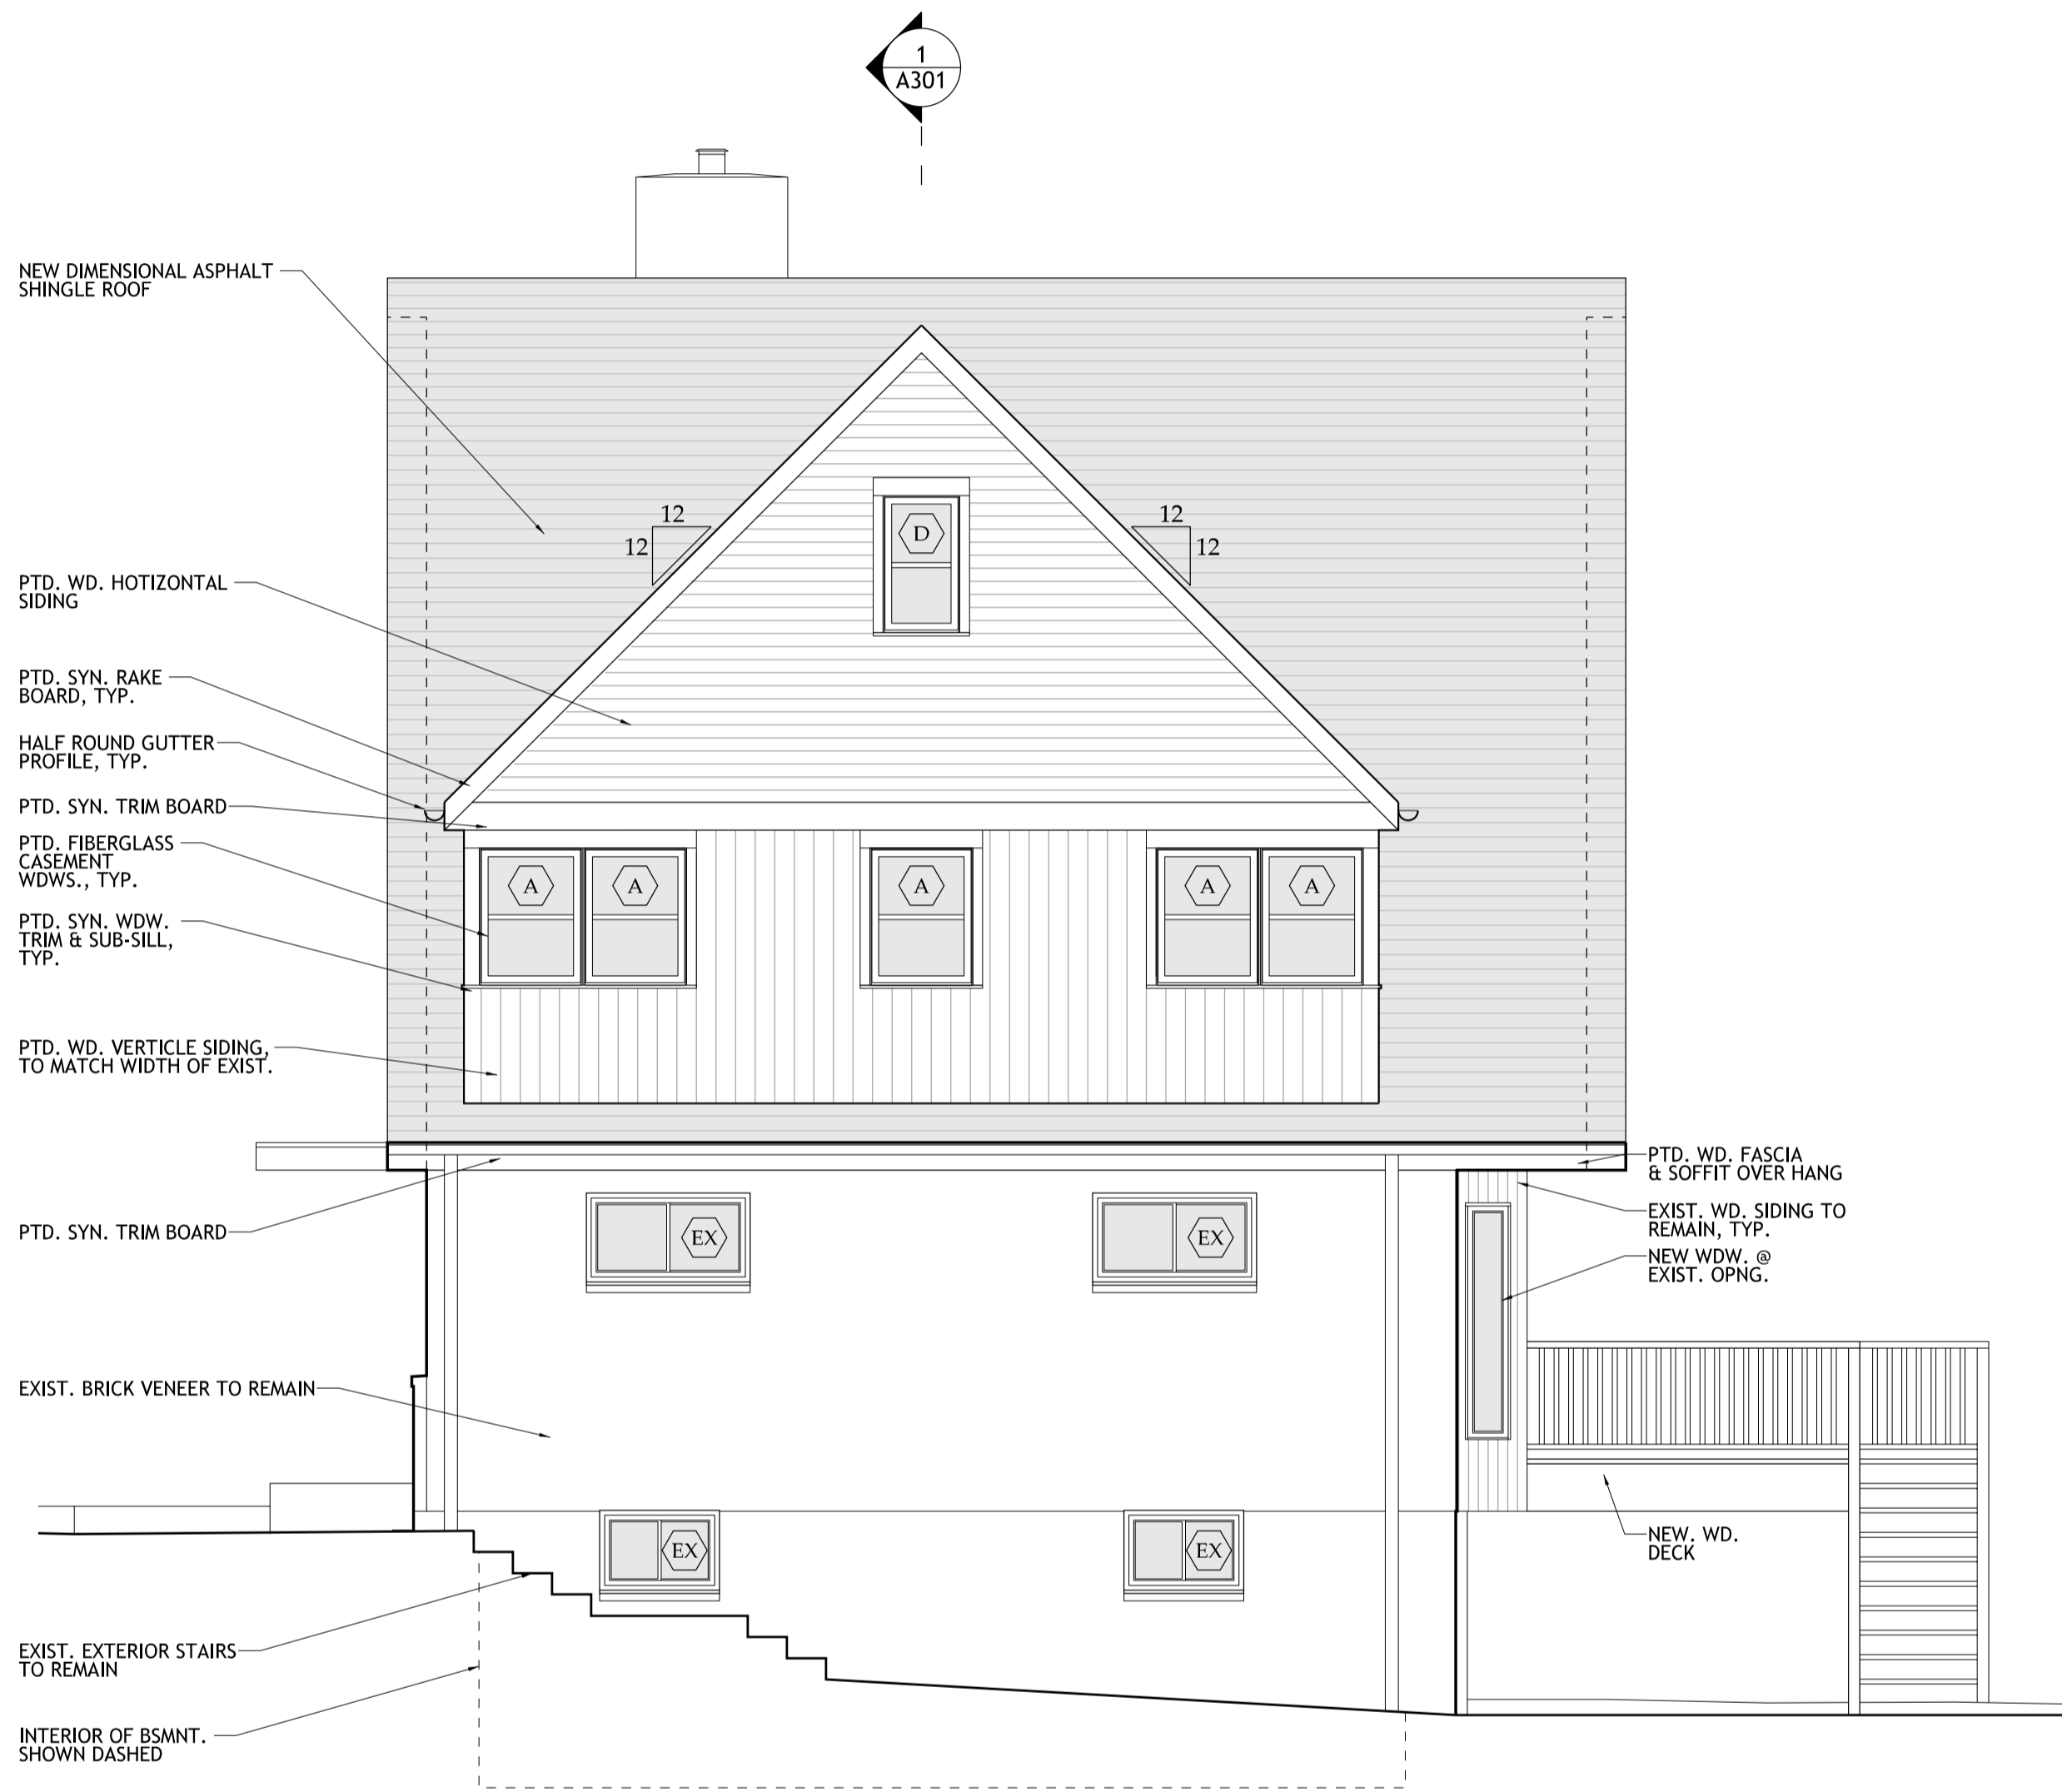 1
A301
NEW DIMENSIONAL ASPHALT
SHINGLE ROOF
12
12
12
12
D
PTD. WD. HOTIZONTAL
SIDING
PTD. SYN. RAKE
BOARD, TYP.
HALF ROUND GUTTER
PROFILE, TYP.
PTD. SYN. TRIM BOARD
PTD. FIBERGLASS
CASEMENT
WDWS., TYP.
A
A
A
A
A
PTD. SYN. WDW.
TRIM & SUB-SILL,
TYP.
PTD. WD. VERTICLE SIDING,
TO MATCH WIDTH OF EXIST.
PTD. WD. FASCIA
& SOFFIT OVER HANG
EXIST. WD. SIDING TO
REMAIN, TYP.
NEW WDW. @
EXIST. OPNG.
PTD. SYN. TRIM BOARD
EX
EX
EXIST. BRICK VENEER TO REMAIN
EX
EX
NEW. WD.
DECK
EXIST. EXTERIOR STAIRS
TO REMAIN
INTERIOR OF BSMNT.
SHOWN DASHED